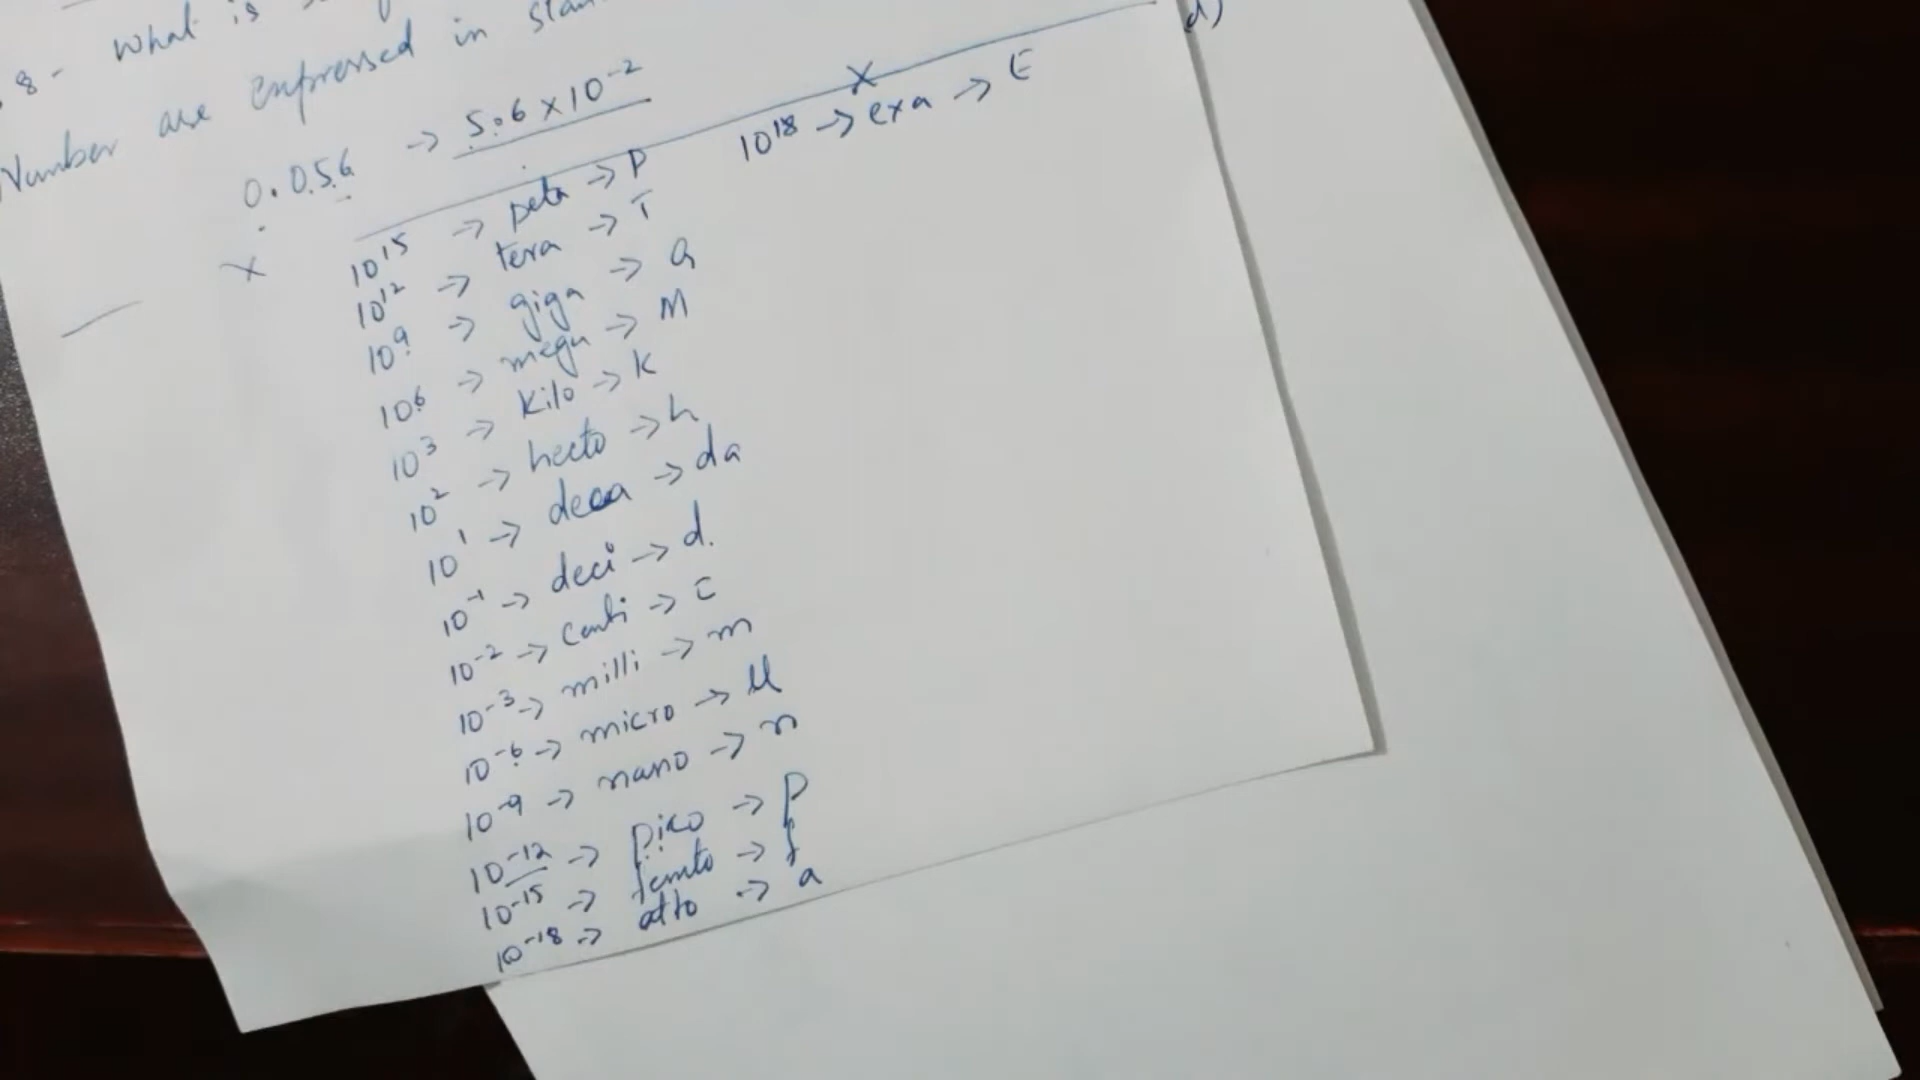 8- What is
Number are expressed in stan
0.056 → 5.6 × 10⁻²
d)
10¹⁸ → exa → E
10¹⁵ → peta → P
10¹² → tera → T
10⁹ → giga → G
10⁶ → mega → M
10³ → kilo → k
10² → hecto → h
10¹ → deca → da
10⁻¹ → deci → d.
10⁻² → centi → c
10⁻³ → milli → m
10⁻⁶ → micro → μ
10⁻⁹ → nano → n
10⁻¹² → pico → p
10⁻¹⁵ → femto → f
10⁻¹⁸ → atto → a